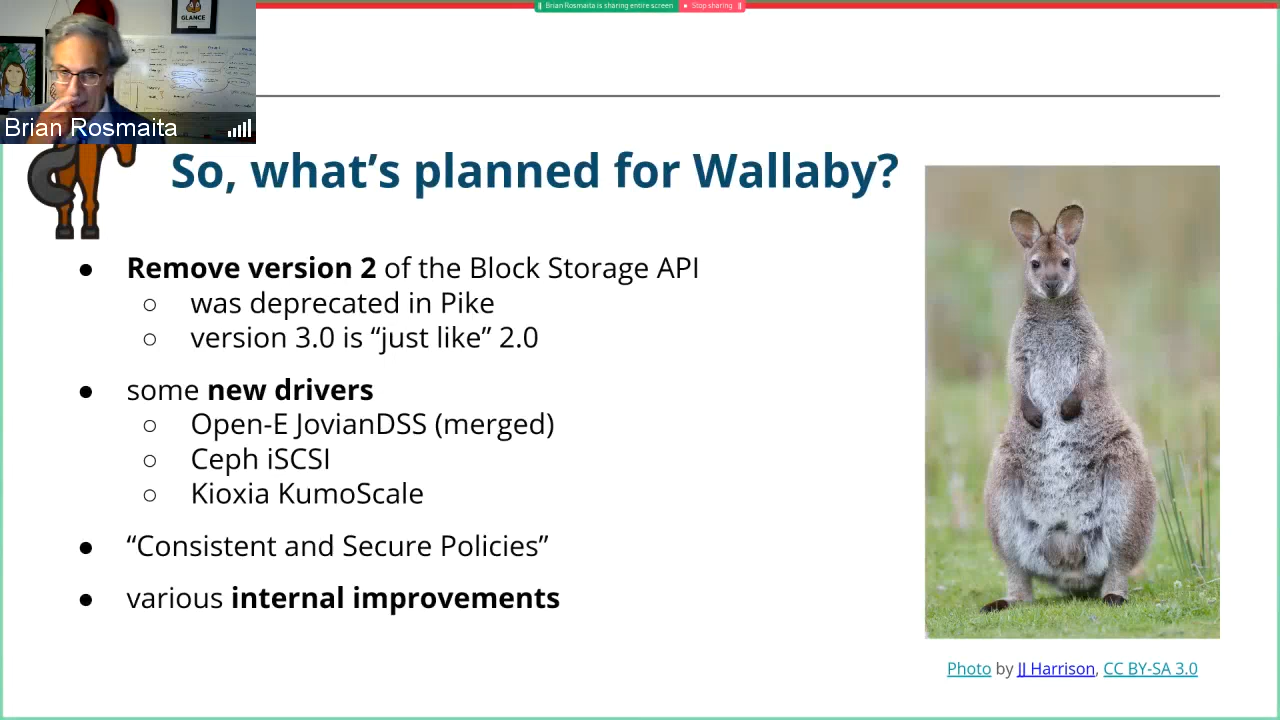 Brian Rosmaita is sharing entire screen
Stop sharing
GLANCE
Brian Rosmaita
So, what's planned for Wallaby?
● Remove version 2 of the Block Storage API
○ was deprecated in Pike
○ version 3.0 is “just like” 2.0
● some new drivers
○ Open-E JovianDSS (merged)
○ Ceph iSCSI
○ Kioxia KumoScale
● “Consistent and Secure Policies”
● various internal improvements
Photo by JJ Harrison, CC BY-SA 3.0